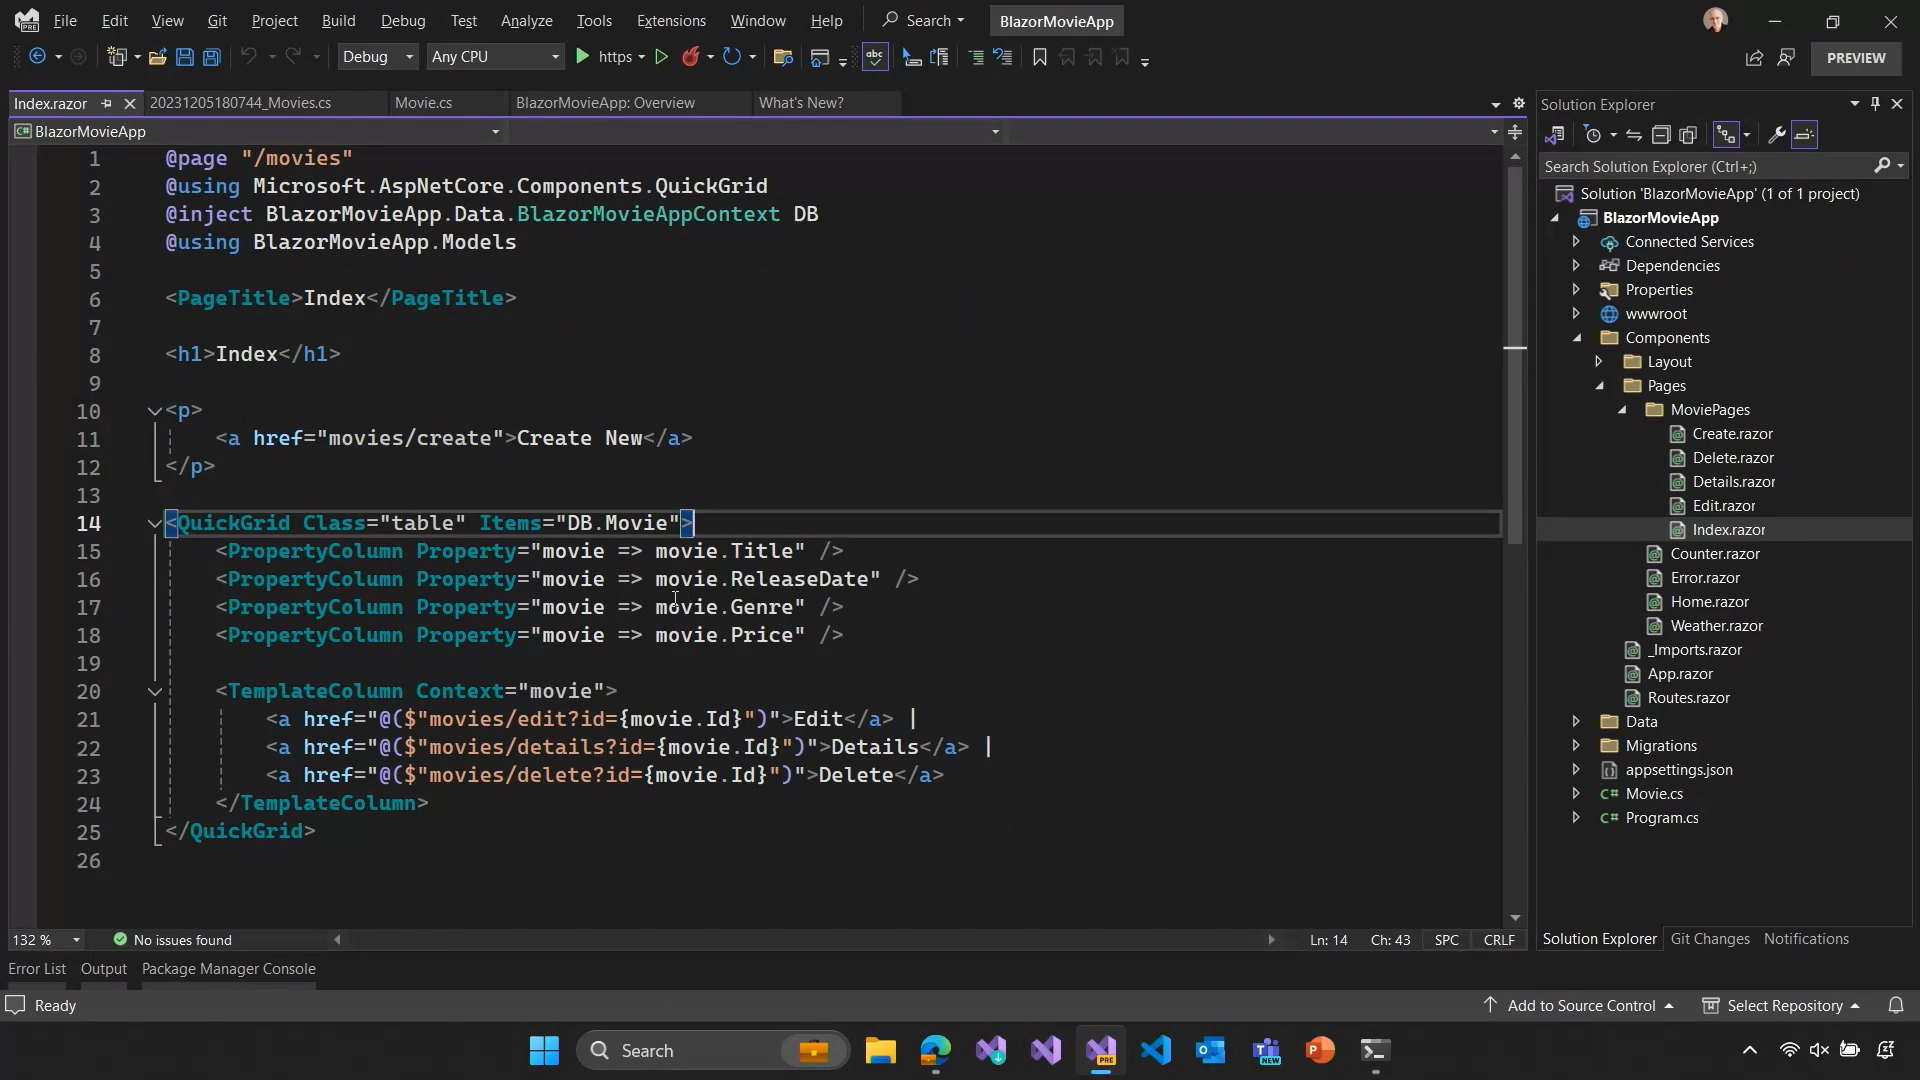 File Edit View Git Project Build Debug Test Analyze Tools Extensions Window Help Search BlazorMovieApp
Debug Any CPU https abc PREVIEW
Index.razor 20231205180744_Movies.cs Movie.cs BlazorMovieApp: Overview What's New?
C# BlazorMovieApp
1 @page "/movies"
2 @using Microsoft.AspNetCore.Components.QuickGrid
3 @inject BlazorMovieApp.Data.BlazorMovieAppContext DB
4 @using BlazorMovieApp.Models
5
6 <PageTitle>Index</PageTitle>
7
8 <h1>Index</h1>
9
10 <p>
11 <a href="movies/create">Create New</a>
12 </p>
13
14 <QuickGrid Class="table" Items="DB.Movie">
15 <PropertyColumn Property="movie => movie.Title" />
16 <PropertyColumn Property="movie => movie.ReleaseDate" />
17 <PropertyColumn Property="movie => movie.Genre" />
18 <PropertyColumn Property="movie => movie.Price" />
19
20 <TemplateColumn Context="movie">
21 <a href="@($"movies/edit?id={movie.Id}")">Edit</a> |
22 <a href="@($"movies/details?id={movie.Id}")">Details</a> |
23 <a href="@($"movies/delete?id={movie.Id}")">Delete</a>
24 </TemplateColumn>
25 </QuickGrid>
26
132 % No issues found Ln: 14 Ch: 43 SPC CRLF
Error List Output Package Manager Console
Solution Explorer
Search Solution Explorer (Ctrl+;)
Solution 'BlazorMovieApp' (1 of 1 project)
BlazorMovieApp
Connected Services
Dependencies
Properties
wwwroot
Components
Layout
Pages
MoviePages
Create.razor
Delete.razor
Details.razor
Edit.razor
Index.razor
Counter.razor
Error.razor
Home.razor
Weather.razor
_Imports.razor
App.razor
Routes.razor
Data
Migrations
appsettings.json
C# Movie.cs
C# Program.cs
Solution Explorer Git Changes Notifications
Ready Add to Source Control Select Repository
Search PRE NEW